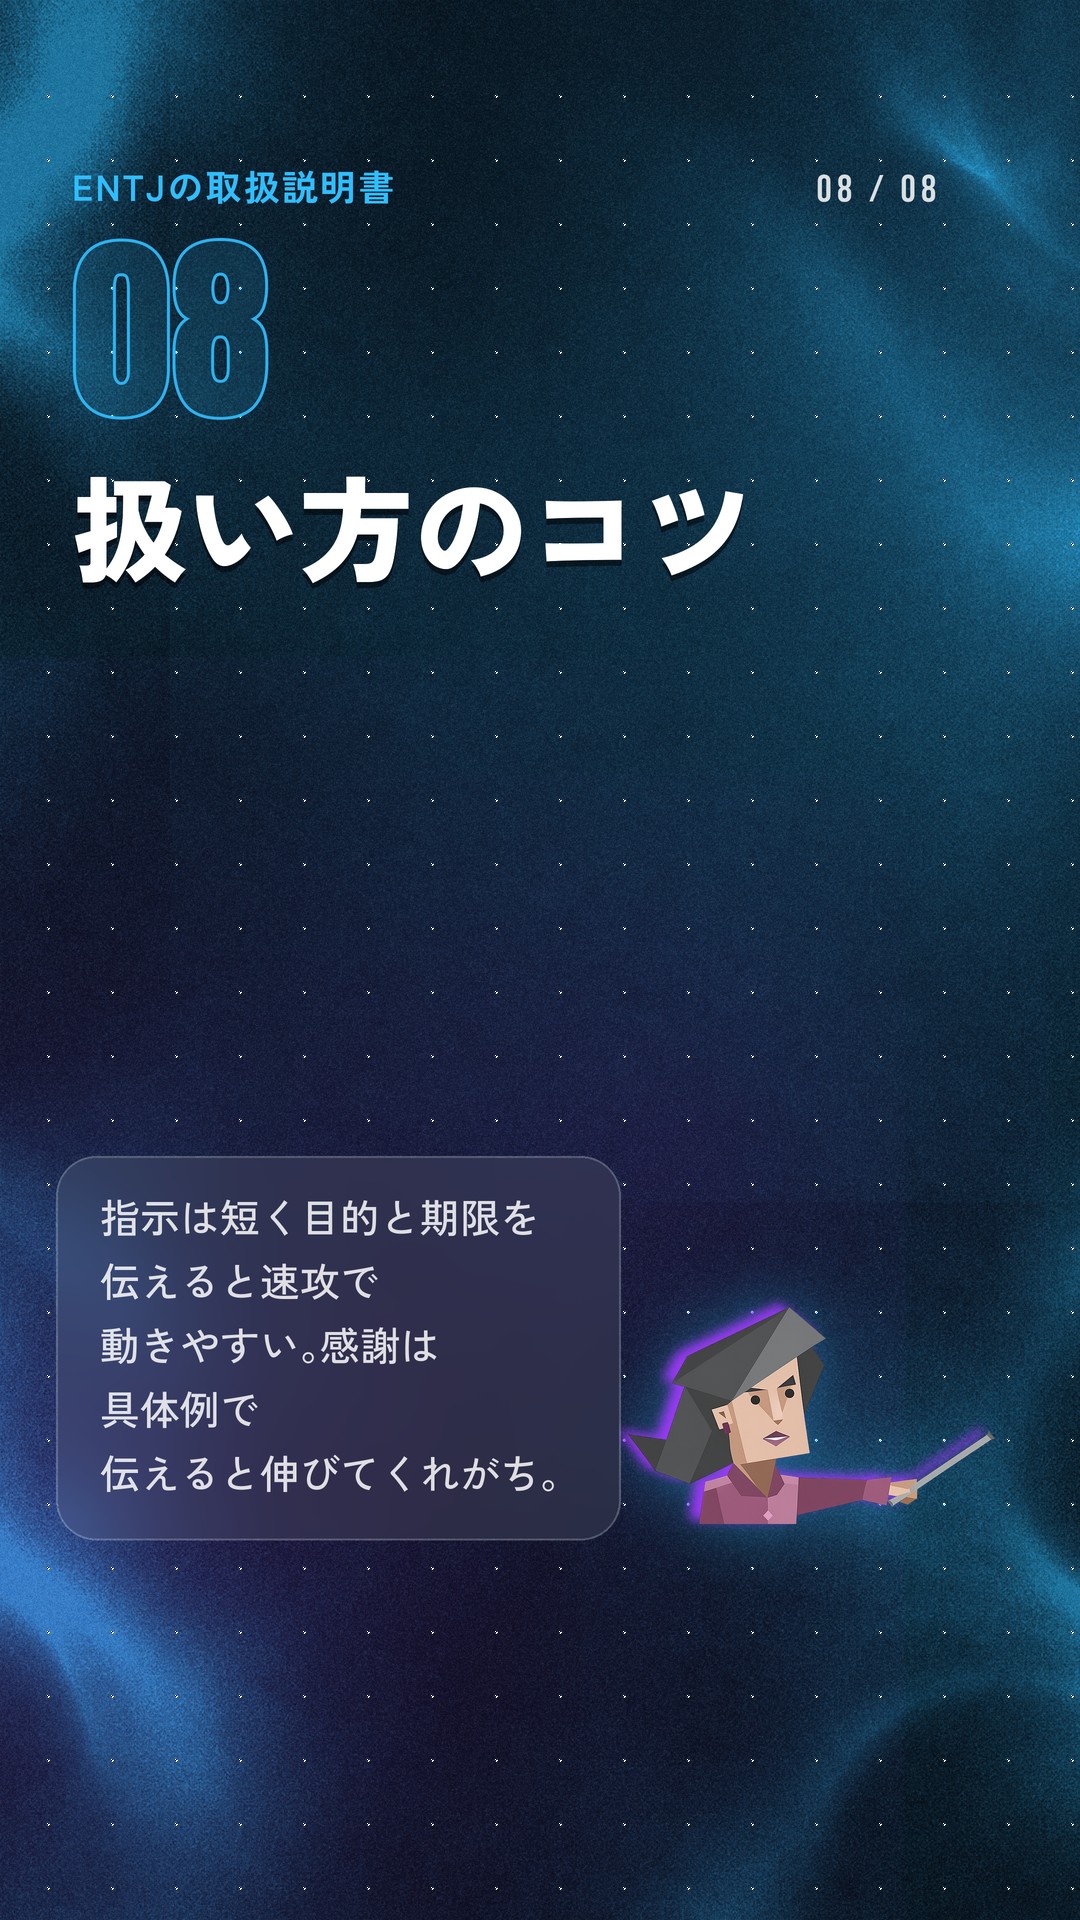 ENTJの取扱説明書
08 / 08
08
扱い方のコツ
指示は短く目的と期限を
伝えると速攻で
動きやすい。感謝は
具体例で
伝えると伸びてくれがち。